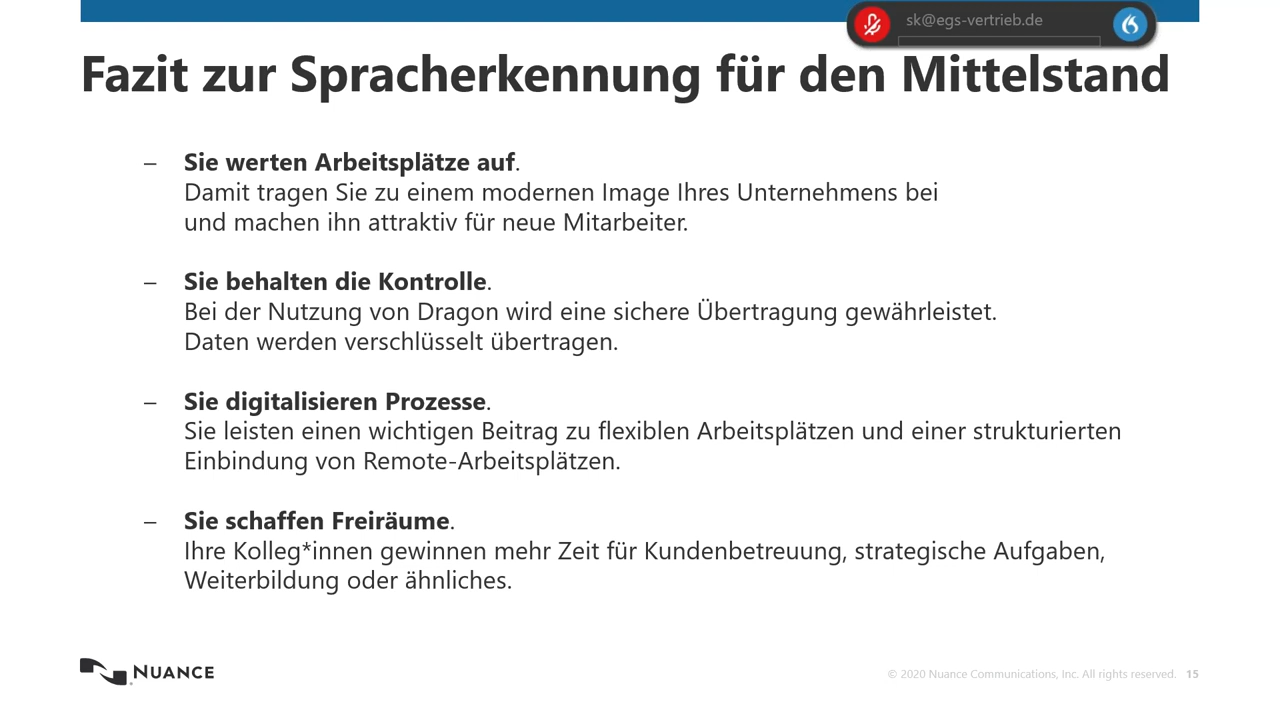 sk@egs-vertrieb.de
Fazit zur Spracherkennung für den Mittelstand
– Sie werten Arbeitsplätze auf.
Damit tragen Sie zu einem modernen Image Ihres Unternehmens bei
und machen ihn attraktiv für neue Mitarbeiter.
– Sie behalten die Kontrolle.
Bei der Nutzung von Dragon wird eine sichere Übertragung gewährleistet.
Daten werden verschlüsselt übertragen.
– Sie digitalisieren Prozesse.
Sie leisten einen wichtigen Beitrag zu flexiblen Arbeitsplätzen und einer strukturierten
Einbindung von Remote-Arbeitsplätzen.
– Sie schaffen Freiräume.
Ihre Kolleg*innen gewinnen mehr Zeit für Kundenbetreuung, strategische Aufgaben,
Weiterbildung oder ähnliches.
NUANCE
© 2020 Nuance Communications, Inc. All rights reserved. 15